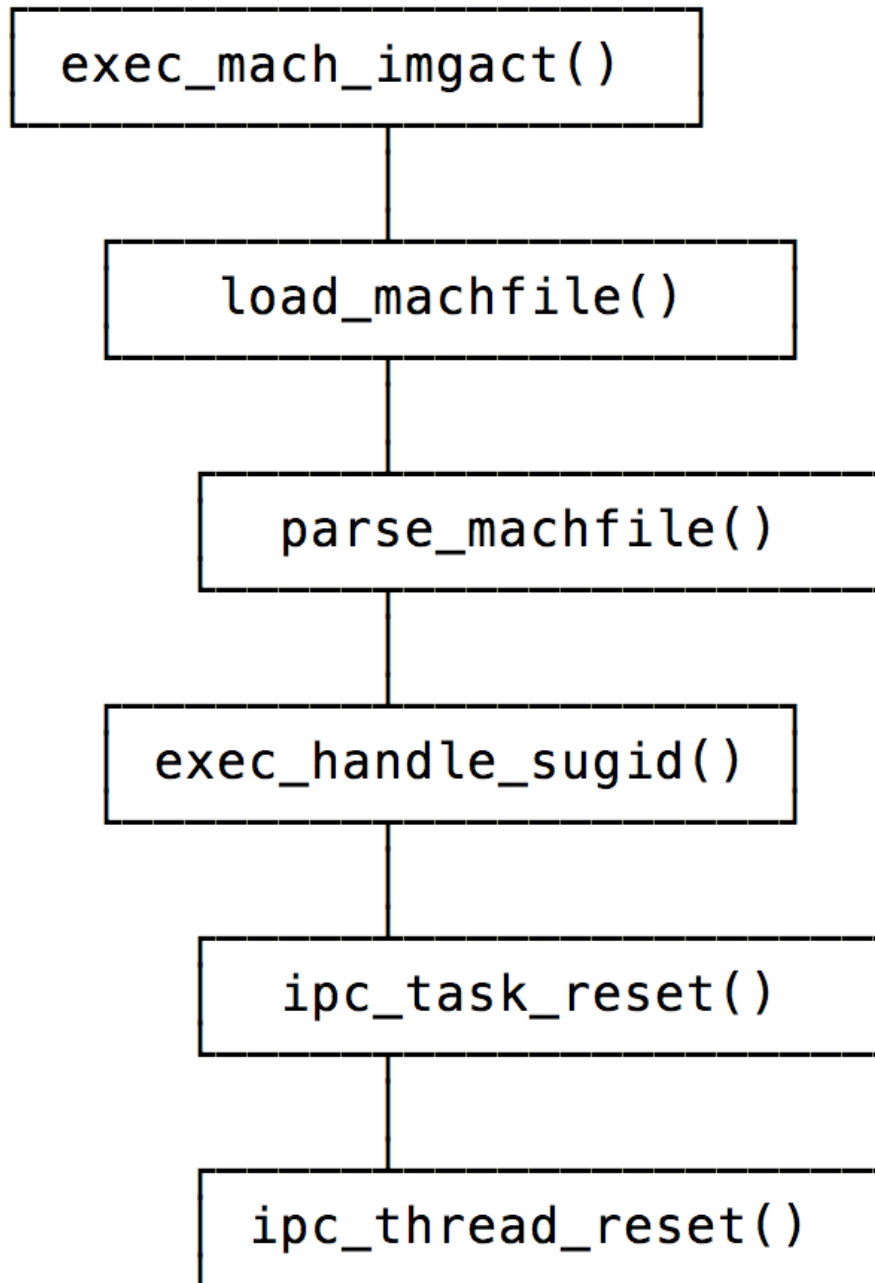 exec_mach_imgact()
load_machfile()
parse_machfile()
exec_handle_sugid()
ipc_task_reset()
ipc_thread_reset()